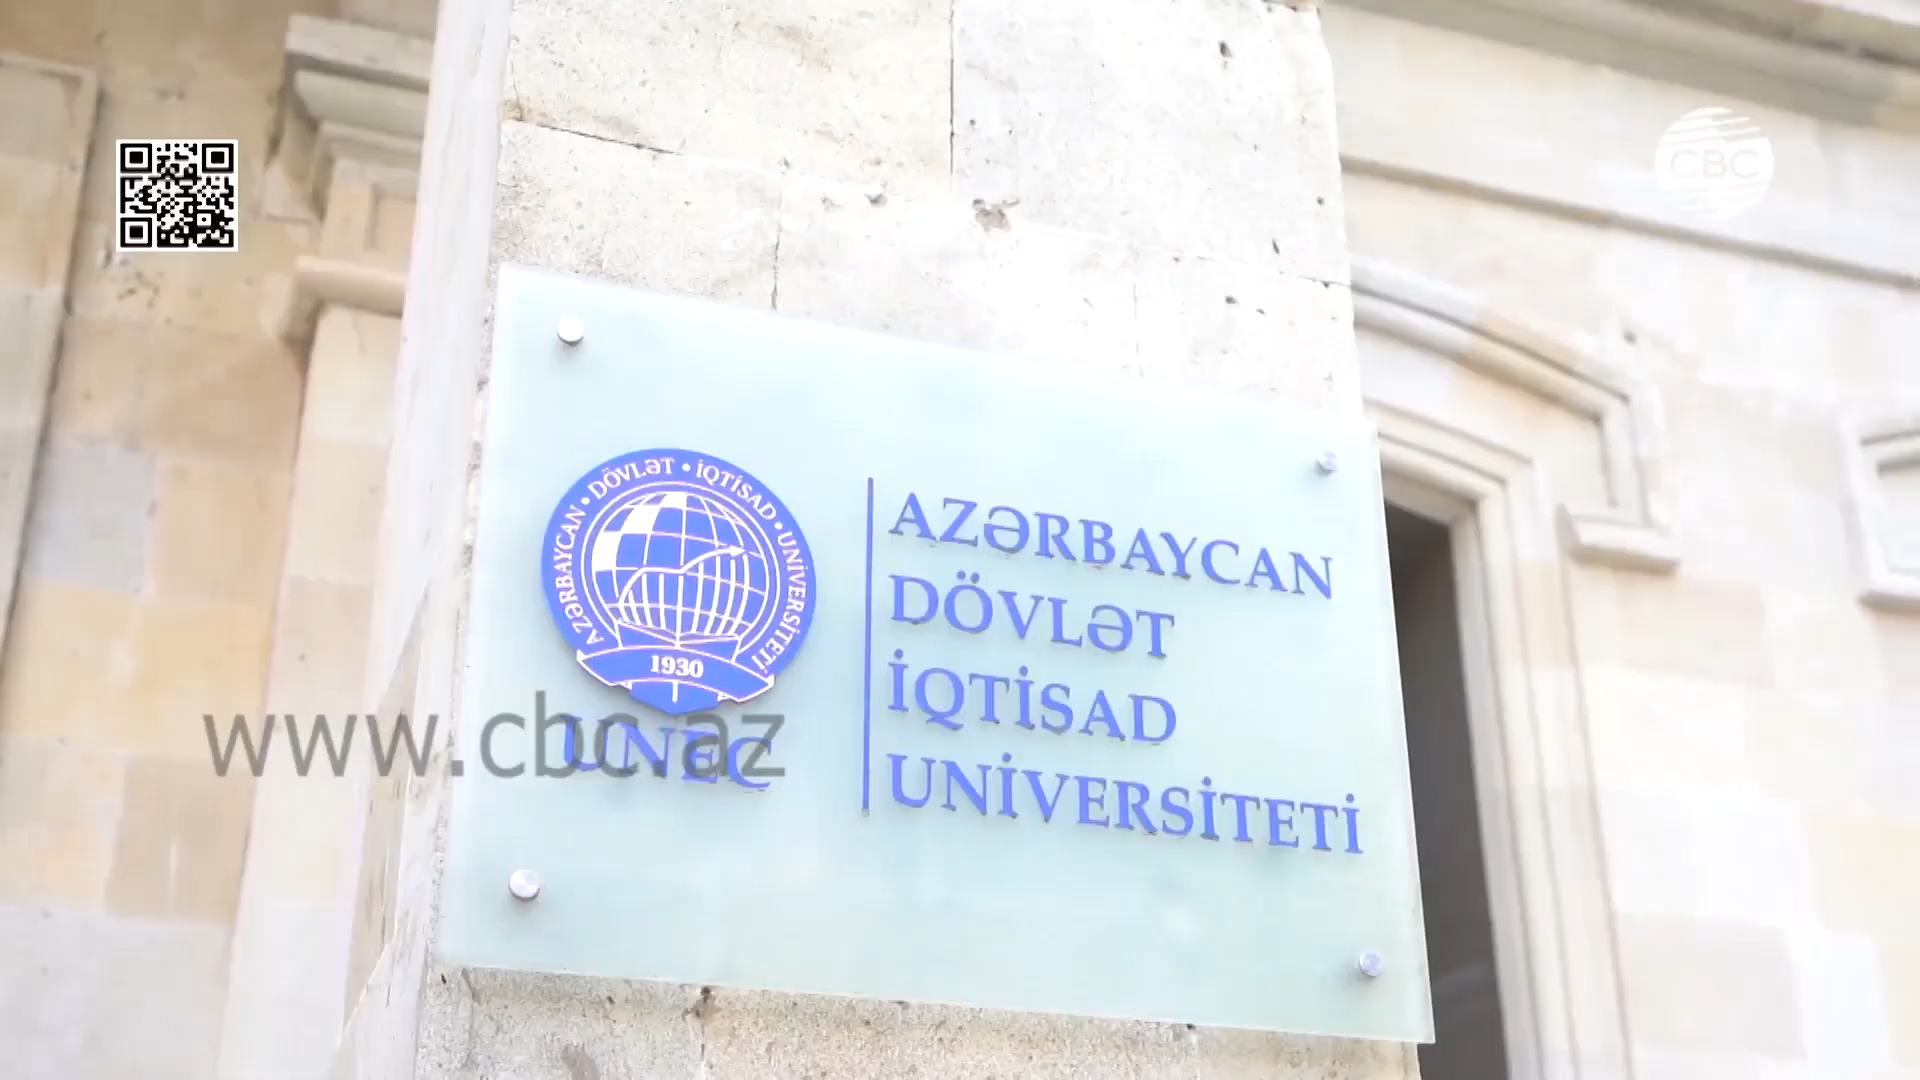 CBC
AZƏRBAYCAN • DÖVLƏT • İQTİSAD • UNİVERSİTETİ
1930
UNEC
AZƏRBAYCAN
DÖVLƏT
İQTİSAD
UNİVERSİTETİ
www.cbc.az